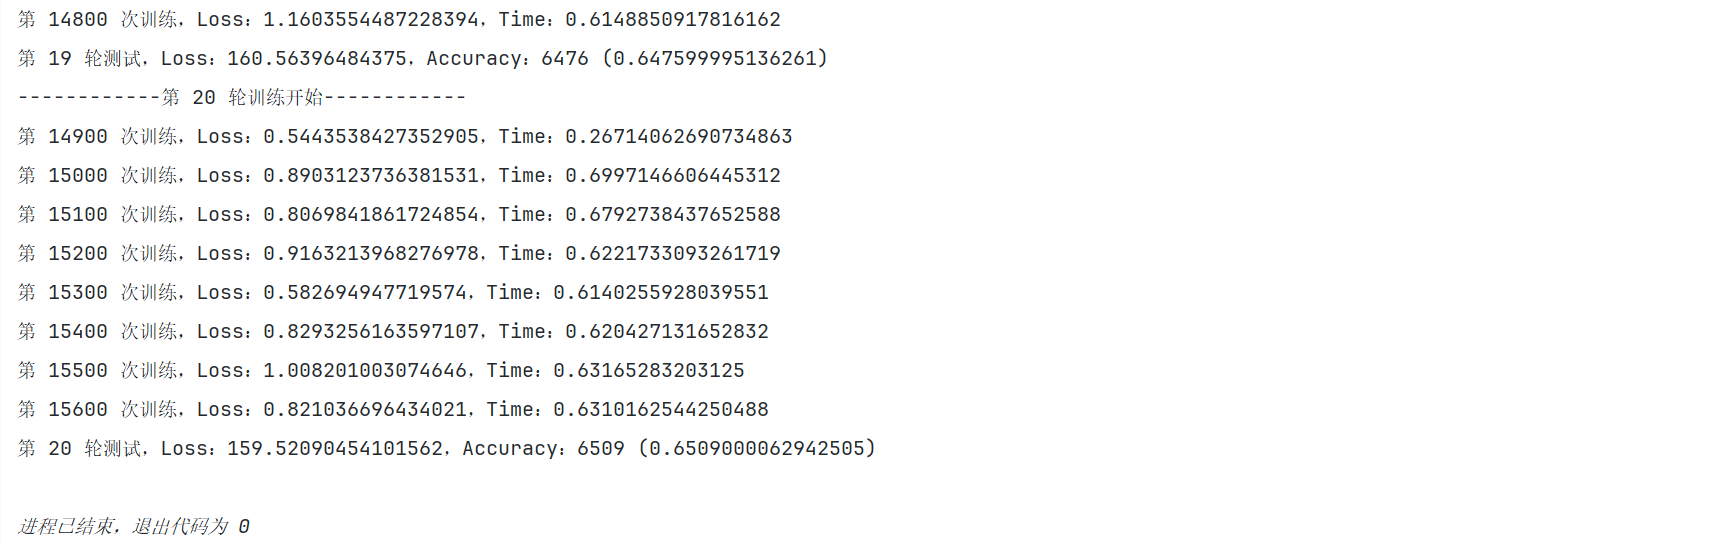 第 14800 次训练，Loss：1.1603554487228394，Time：0.6148850917816162
第 19 轮测试，Loss：160.56396484375，Accuracy：6476 (0.647599995136261)
------------第 20 轮训练开始------------
第 14900 次训练，Loss：0.5443538427352905，Time：0.26714062690734863
第 15000 次训练，Loss：0.8903123736381531，Time：0.6997146606445312
第 15100 次训练，Loss：0.8069841861724854，Time：0.6792738437652588
第 15200 次训练，Loss：0.9163213968276978，Time：0.6221733093261719
第 15300 次训练，Loss：0.582694947719574，Time：0.6140255928039551
第 15400 次训练，Loss：0.8293256163597107，Time：0.620427131652832
第 15500 次训练，Loss：1.008201003074646，Time：0.63165283203125
第 15600 次训练，Loss：0.821036696434021，Time：0.6310162544250488
第 20 轮测试，Loss：159.52090454101562，Accuracy：6509 (0.6509000062942505)
进程已结束，退出代码为 0